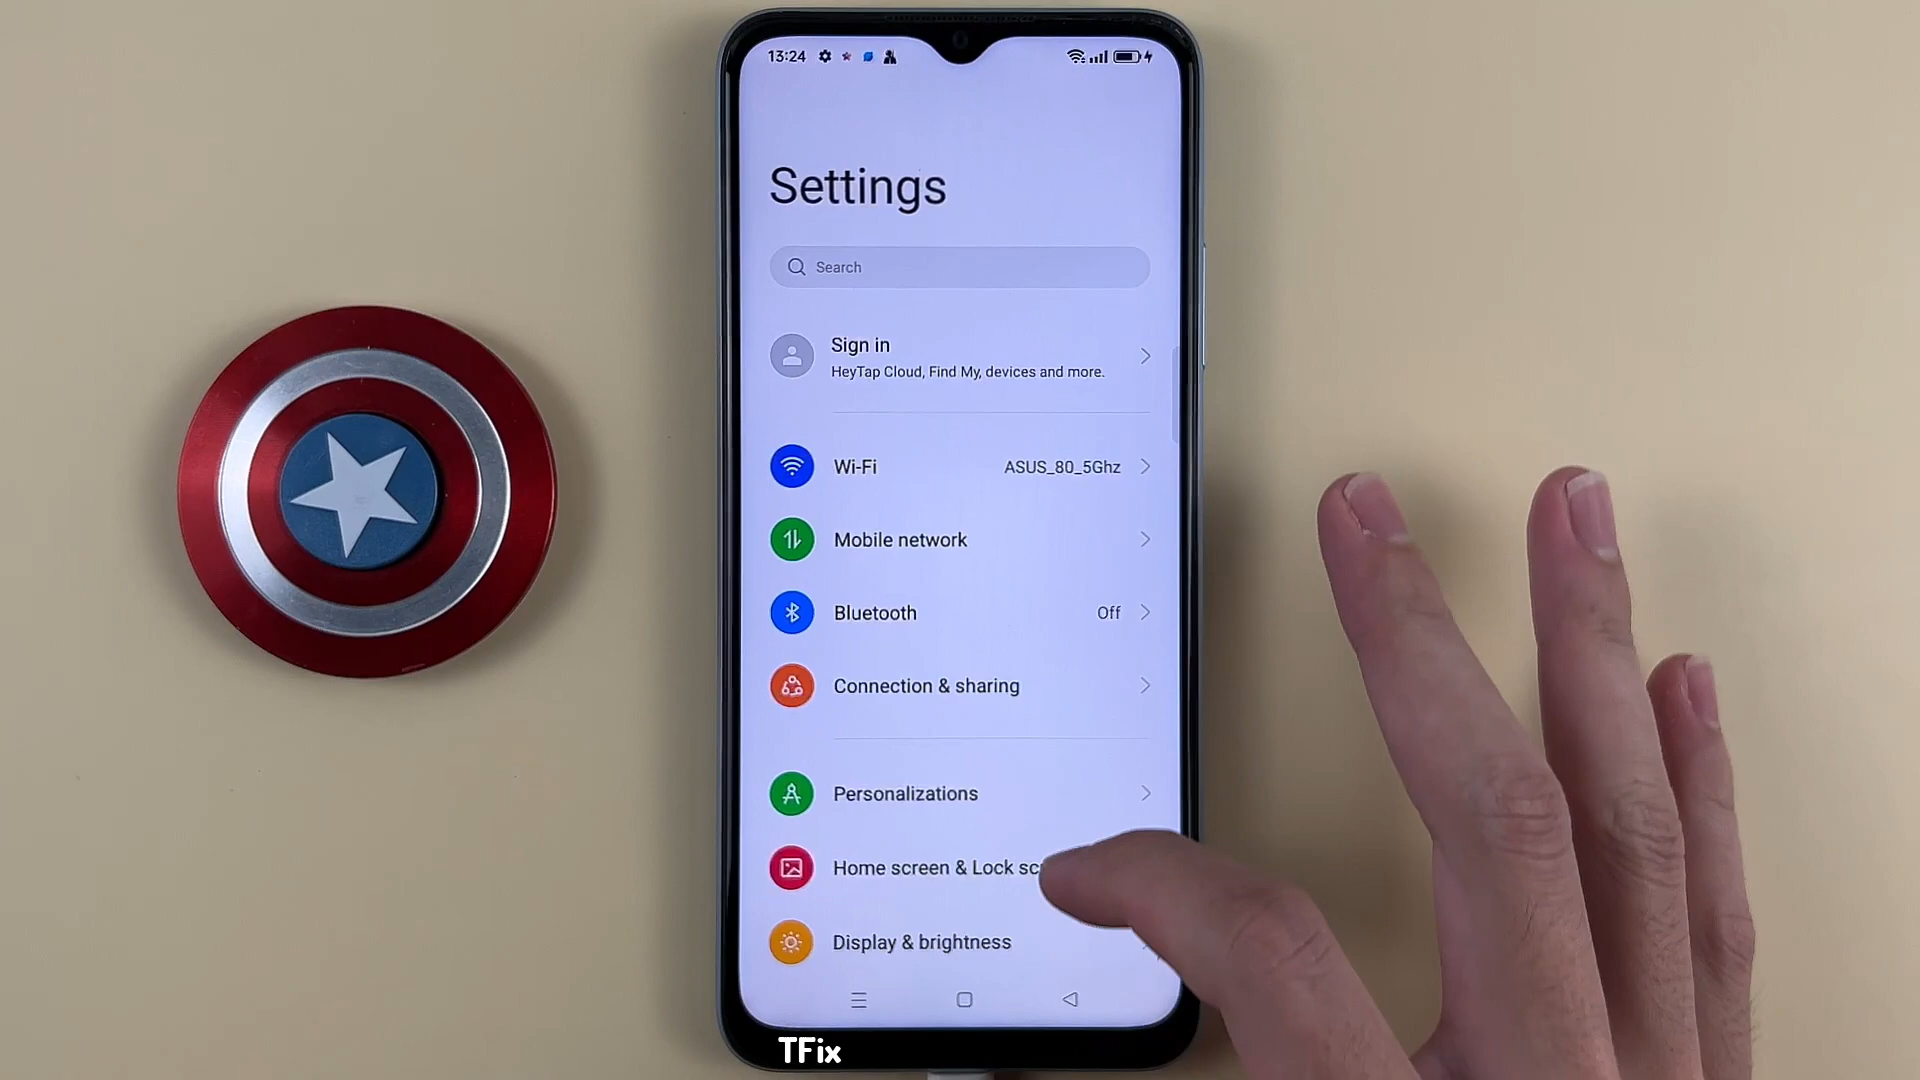 13:24
Settings
Search
Sign in
HeyTap Cloud, Find My, devices and more.
Wi-Fi ASUS_80_5Ghz
Mobile network
Bluetooth Off
Connection & sharing
Personalizations
Home screen & Lock
Display & brightness
TFix